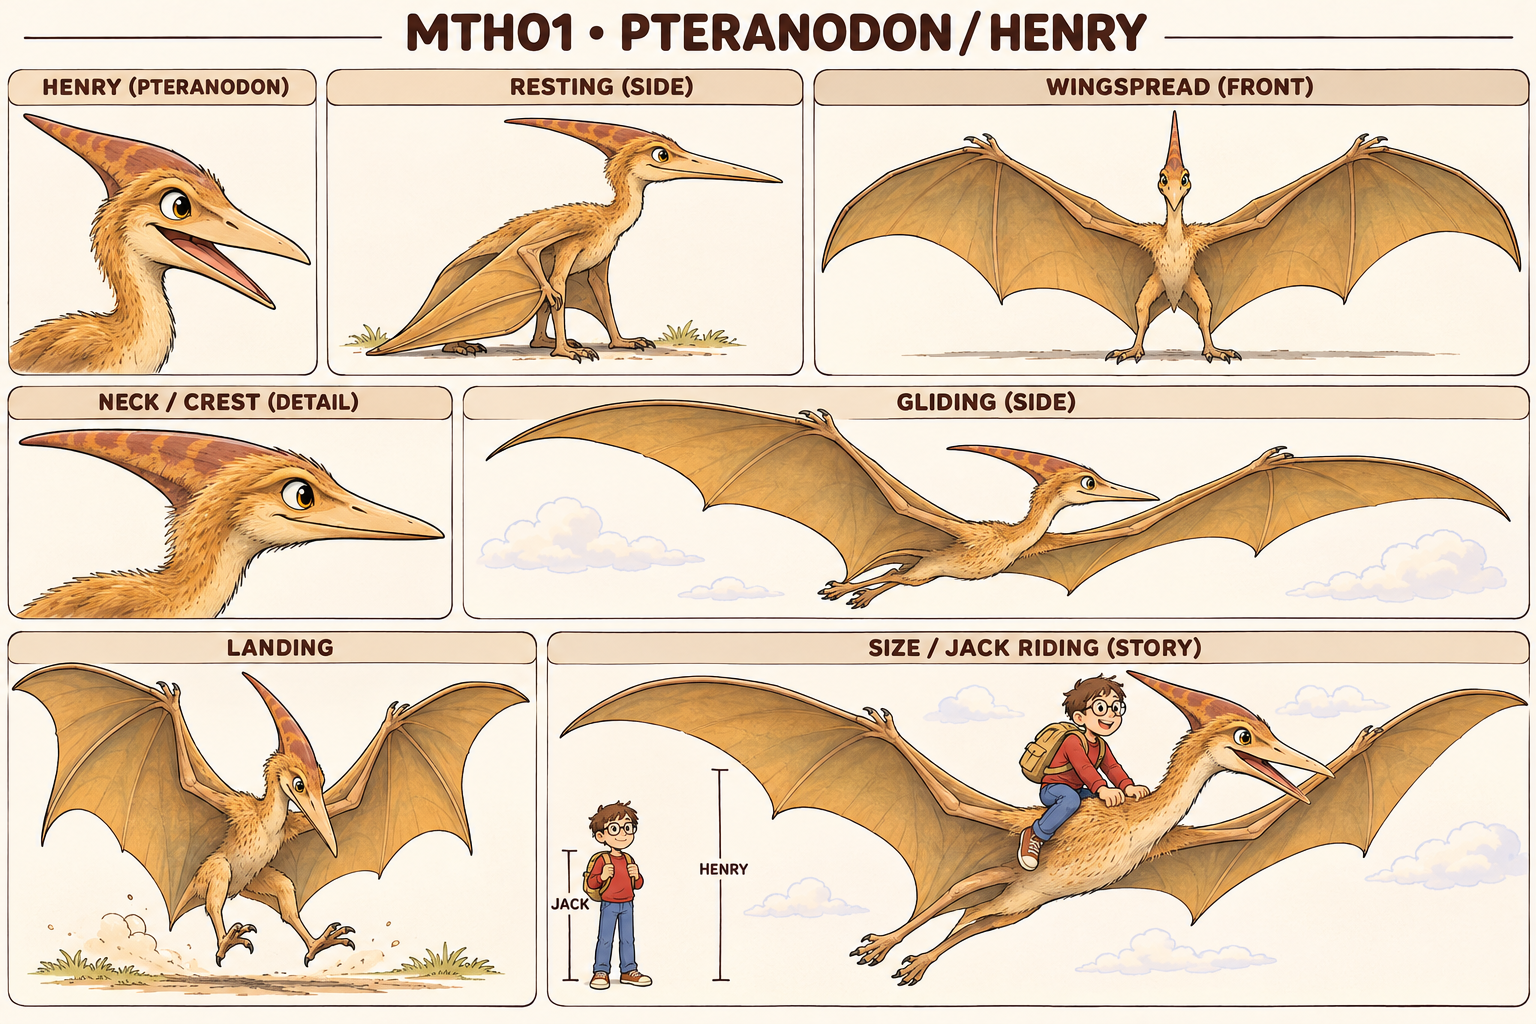 MTH01 • PTERANODON / HENRY
HENRY (PTERANODON)
RESTING (SIDE)
WINGSPREAD (FRONT)
NECK / CREST (DETAIL)
GLIDING (SIDE)
LANDING
SIZE / JACK RIDING (STORY)
JACK
HENRY